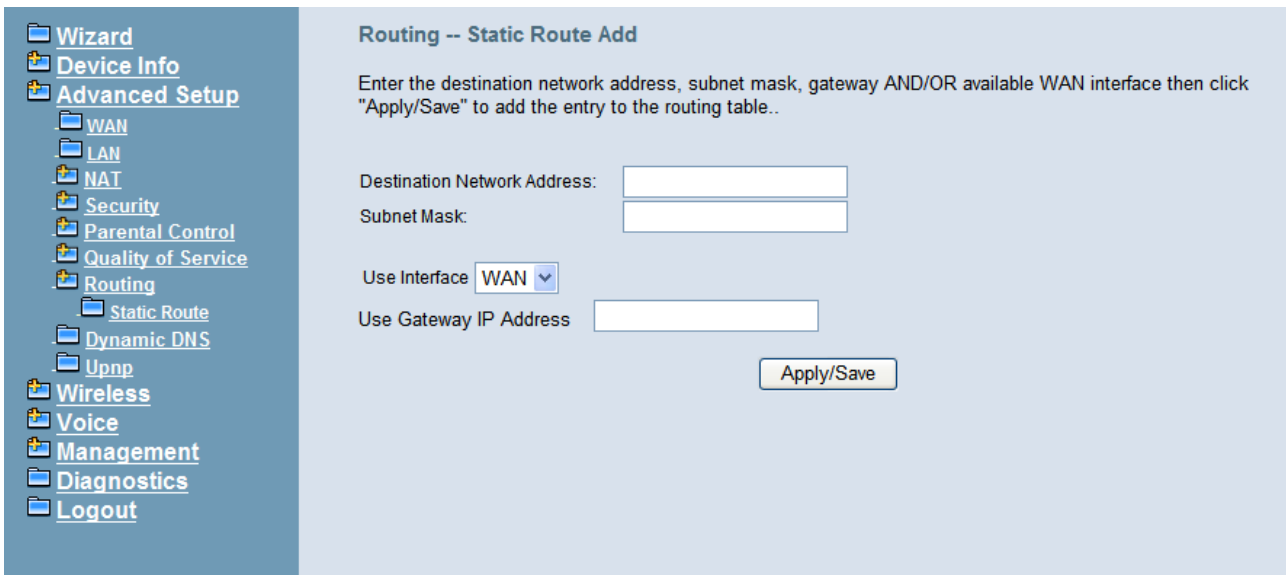 Wizard
Device Info
Advanced Setup
WAN
LAN
NAT
Security
Parental Control
Quality of Service
Routing
Static Route
Dynamic DNS
Upnp
Wireless
Voice
Management
Diagnostics
Logout
Routing -- Static Route Add
Enter the destination network address, subnet mask, gateway AND/OR available WAN interface then click
"Apply/Save" to add the entry to the routing table..
Destination Network Address:
Subnet Mask:
Use Interface WAN
Use Gateway IP Address
Apply/Save